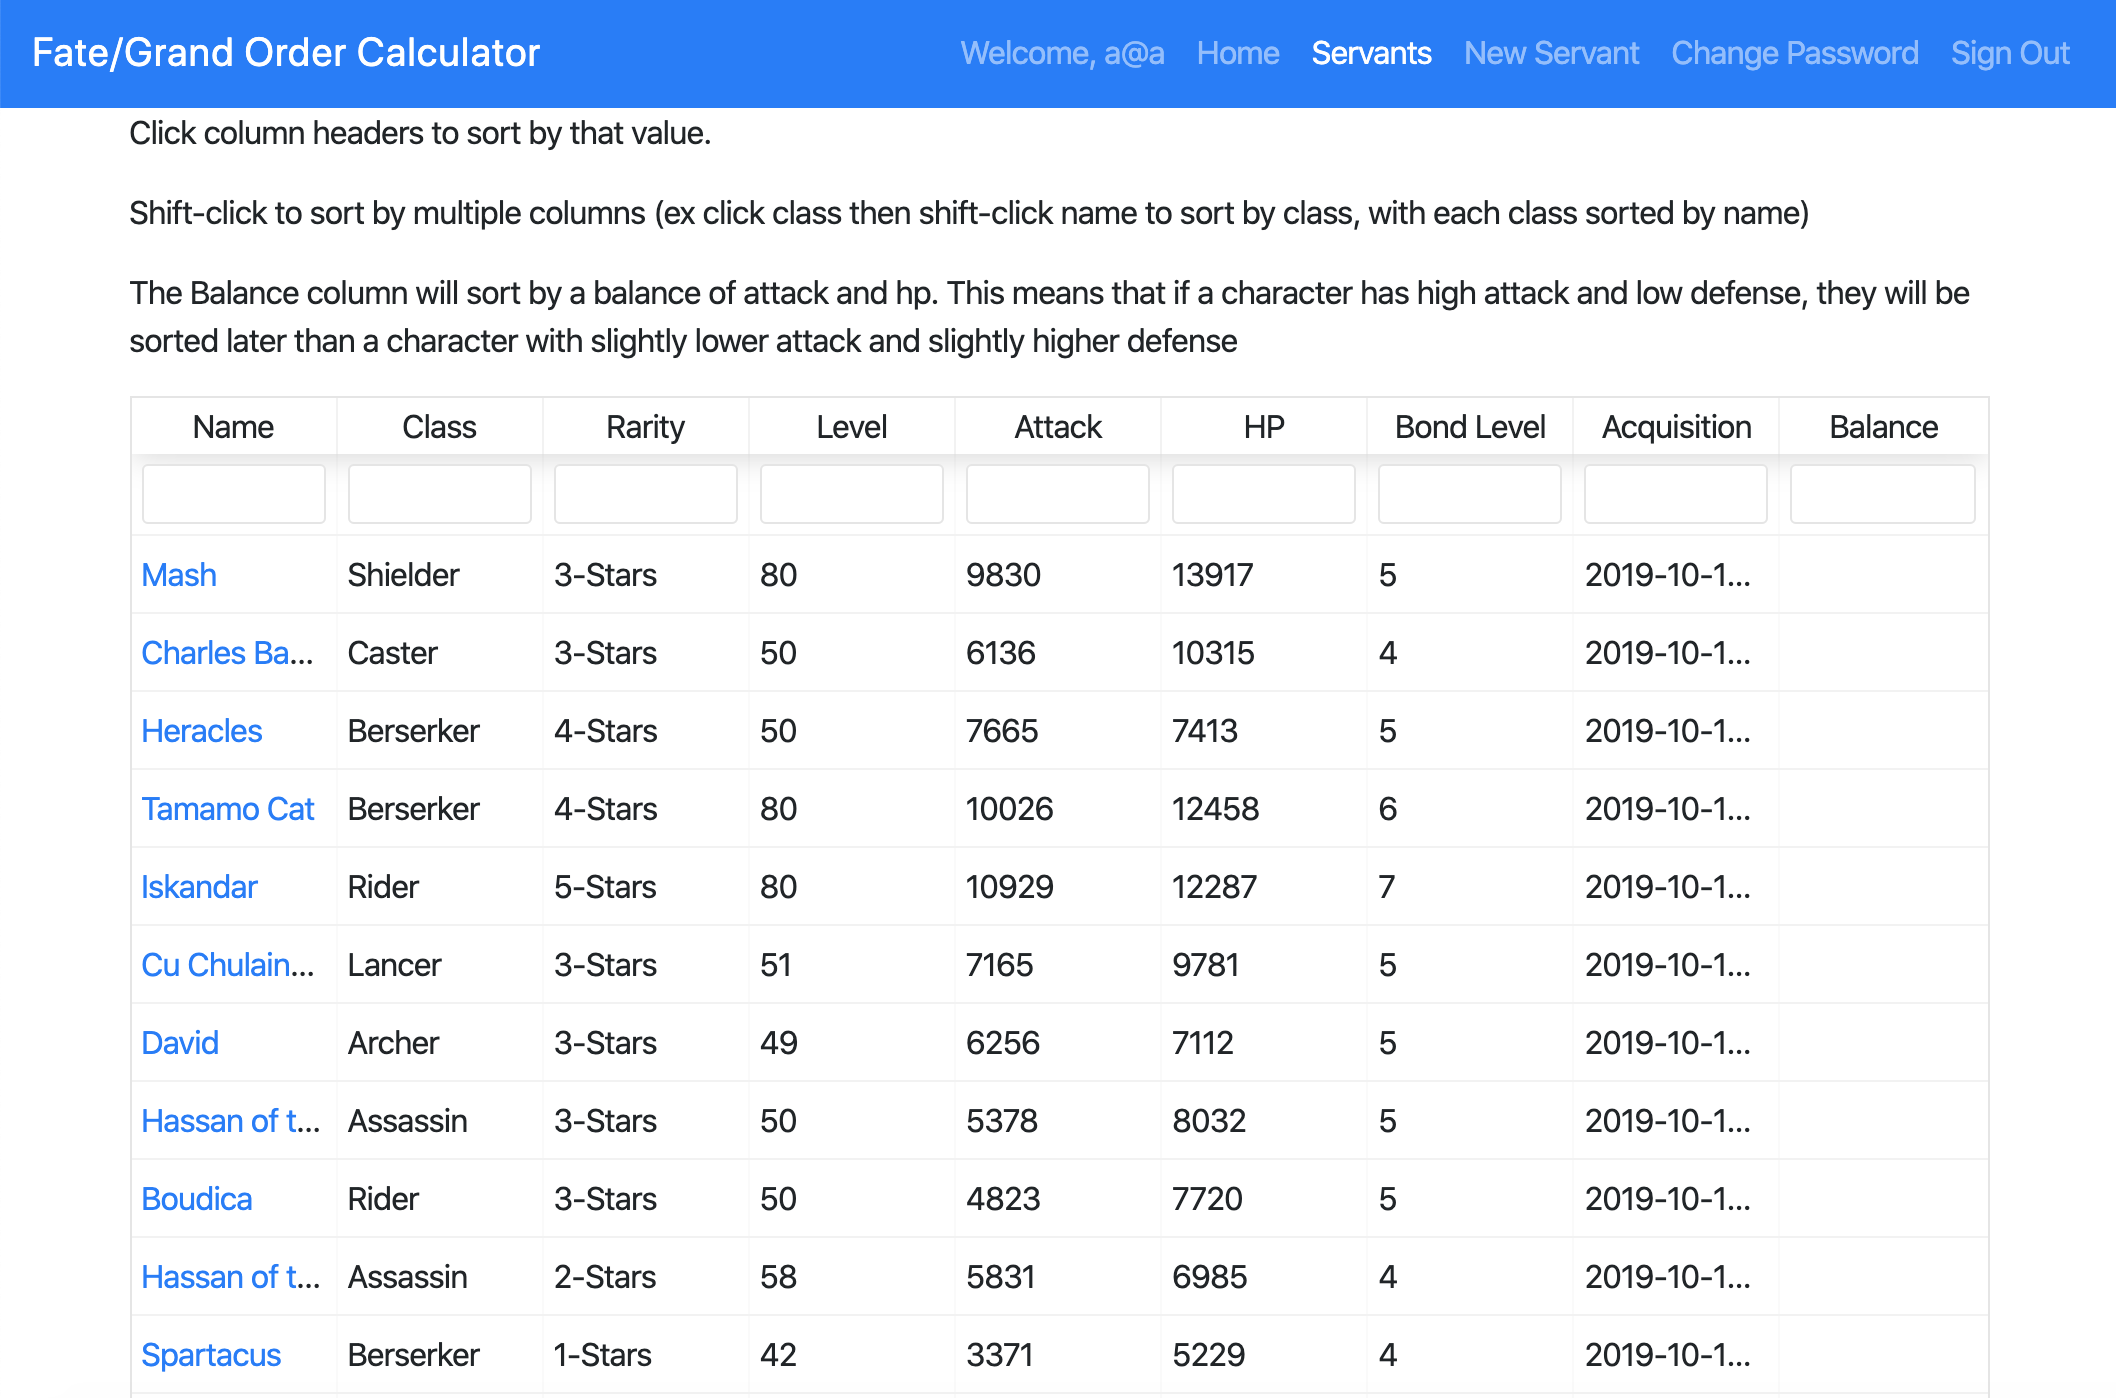 Fate/Grand Order Calculator Welcome, a@a Home Servants New Servant Change Password Sign Out
Click column headers to sort by that value.
Shift-click to sort by multiple columns (ex click class then shift-click name to sort by class, with each class sorted by name)
The Balance column will sort by a balance of attack and hp. This means that if a character has high attack and low defense, they will be
sorted later than a character with slightly lower attack and slightly higher defense
Name Class Rarity Level Attack HP Bond Level Acquisition Balance
Mash Shielder 3-Stars 80 9830 13917 5 2019-10-1...
Charles Ba... Caster 3-Stars 50 6136 10315 4 2019-10-1...
Heracles Berserker 4-Stars 50 7665 7413 5 2019-10-1...
Tamamo Cat Berserker 4-Stars 80 10026 12458 6 2019-10-1...
Iskandar Rider 5-Stars 80 10929 12287 7 2019-10-1...
Cu Chulain... Lancer 3-Stars 51 7165 9781 5 2019-10-1...
David Archer 3-Stars 49 6256 7112 5 2019-10-1...
Hassan of t... Assassin 3-Stars 50 5378 8032 5 2019-10-1...
Boudica Rider 3-Stars 50 4823 7720 5 2019-10-1...
Hassan of t... Assassin 2-Stars 58 5831 6985 4 2019-10-1...
Spartacus Berserker 1-Stars 42 3371 5229 4 2019-10-1...